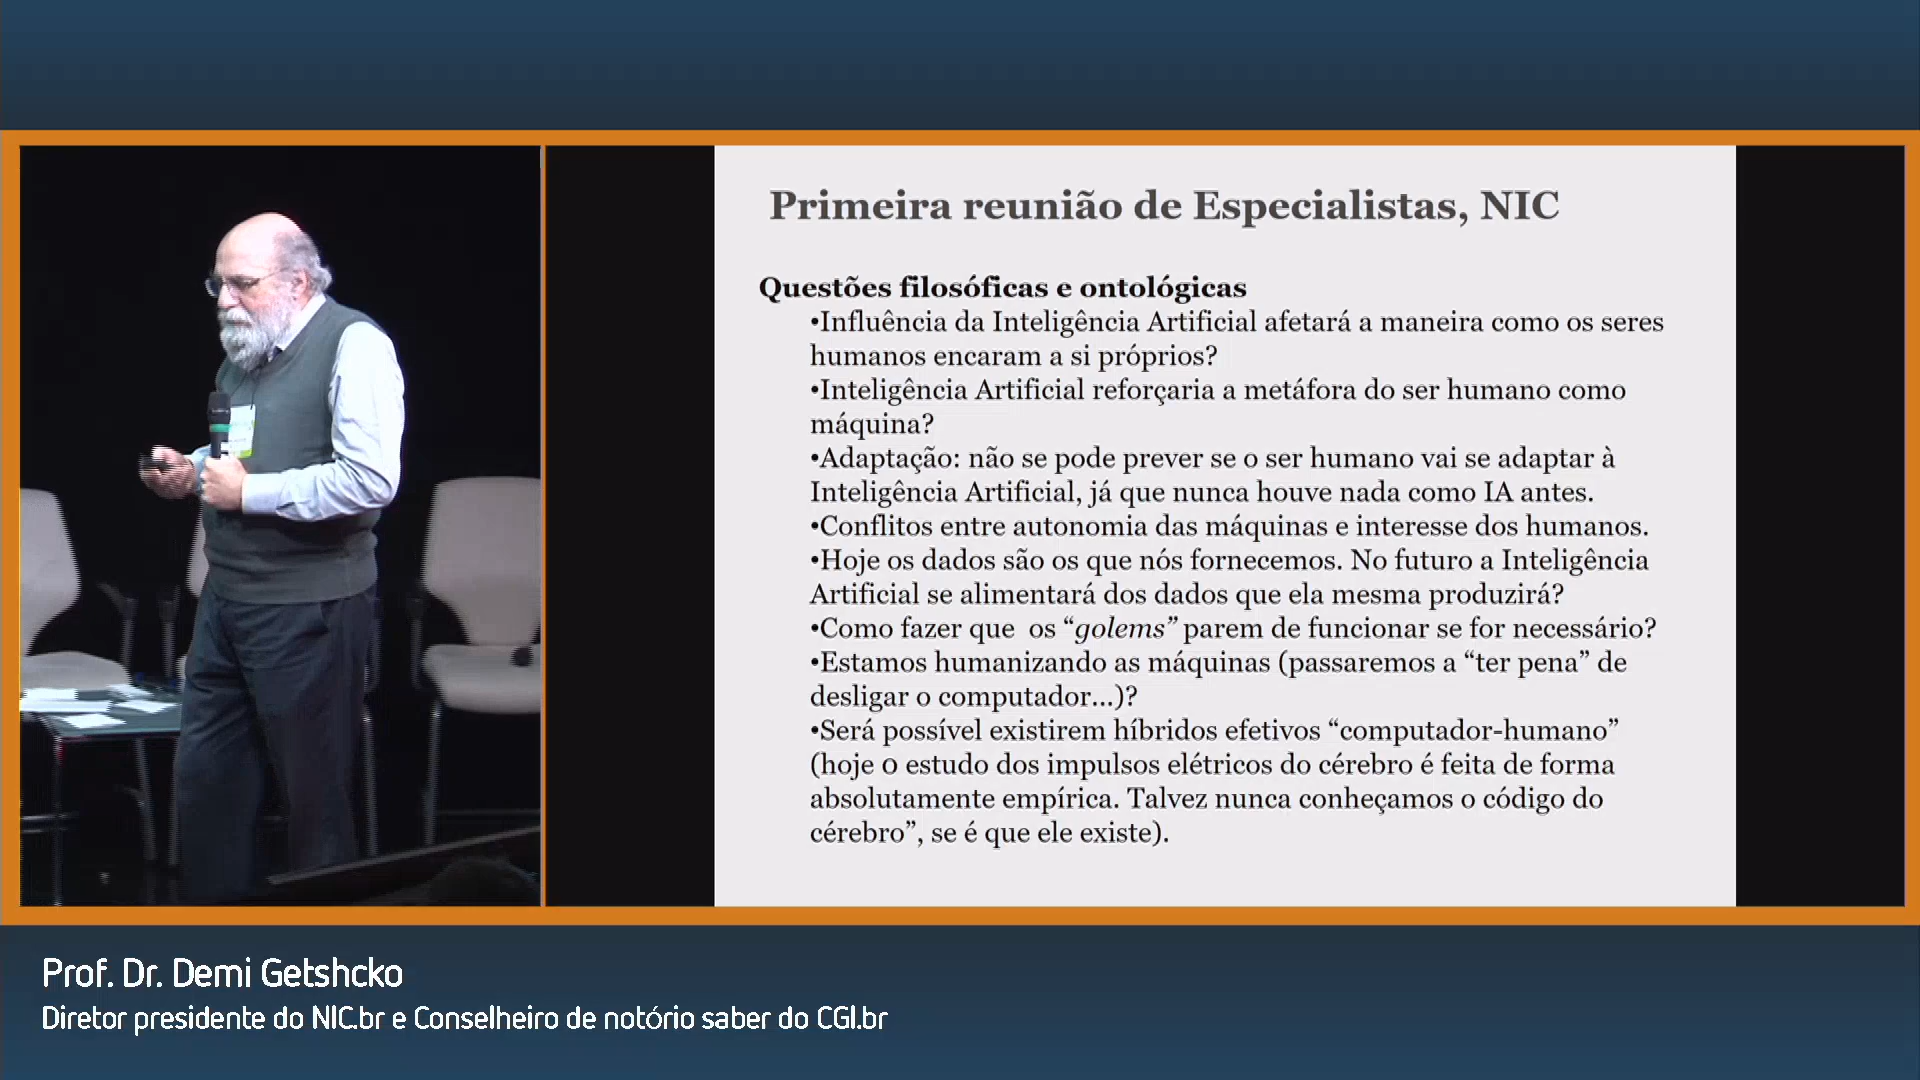 Primeira reunião de Especialistas, NIC
Questões filosóficas e ontológicas
•Influência da Inteligência Artificial afetará a maneira como os seres
humanos encaram a si próprios?
•Inteligência Artificial reforçaria a metáfora do ser humano como
máquina?
•Adaptação: não se pode prever se o ser humano vai se adaptar à
Inteligência Artificial, já que nunca houve nada como IA antes.
•Conflitos entre autonomia das máquinas e interesse dos humanos.
•Hoje os dados são os que nós fornecemos. No futuro a Inteligência
Artificial se alimentará dos dados que ela mesma produzirá?
•Como fazer que  os “golems” parem de funcionar se for necessário?
•Estamos humanizando as máquinas (passaremos a “ter pena” de
desligar o computador...)?
•Será possível existirem híbridos efetivos “computador-humano”
(hoje 0 estudo dos impulsos elétricos do cérebro é feita de forma
absolutamente empírica. Talvez nunca conheçamos o código do
cérebro”, se é que ele existe).
Prof. Dr. Demi Getshcko
Diretor presidente do NIC.br e Conselheiro de notório saber do CGI.br